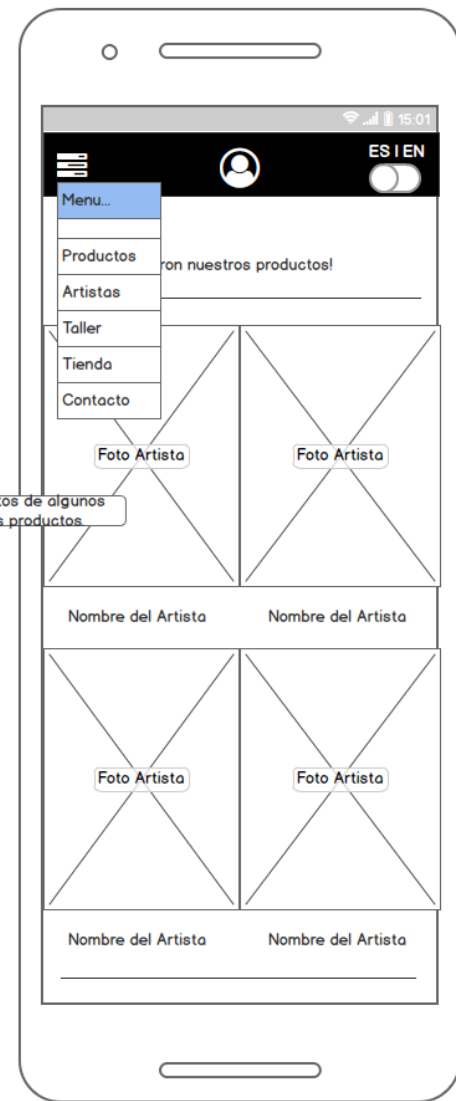 15:01
ES I EN
Menu...
Productos
ron nuestros productos!
Artistas
Taller
Tienda
Contacto
Foto Artista
Foto Artista
de algunos
productos
Nombre del Artista
Nombre del Artista
Foto Artista
Foto Artista
Nombre del Artista
Nombre del Artista